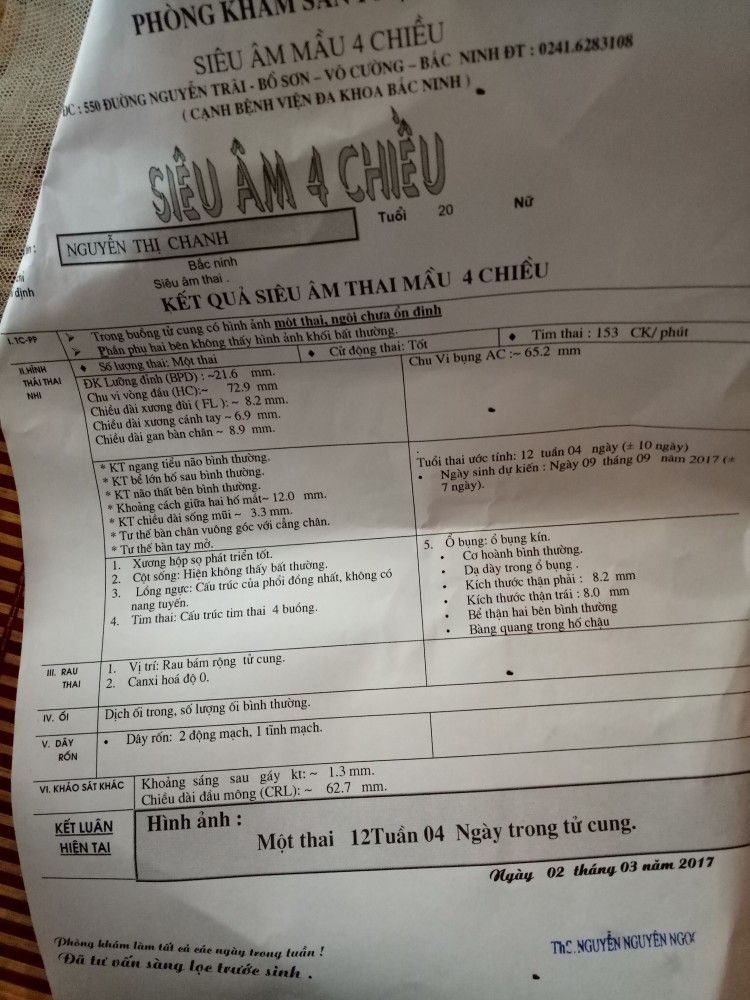 PHÒNG KHÁM
SIÊU ÂM MẦU 4 CHIỀU
ĐC : 550 ĐƯỜNG NGUYỄN TRÃI - BỒ SƠN – VÕ CƯỜNG – BẮC NINH ĐT : 0241.6283108
( CẠNH BỆNH VIỆN ĐA KHOA BẮC NINH )
SIÊU ÂM 4 CHIỀU
NGUYỄN THỊ CHANH Tuổi 20 Nữ
Bắc ninh
định Siêu âm thai .
KẾT QUẢ SIÊU ÂM THAI MẦU 4 CHIỀU
I. TC-PP
➢ Trong buồng tử cung có hình ảnh một thai, ngôi chưa ổn định
➢ Phần phụ hai bên không thấy hình ảnh khối bất thường.
II.HÌNH THÁI THAI NHI
♦ Số lượng thai: Một thai ♦ Cử động thai: Tốt ♦ Tim thai : 153 CK/ phút
ĐK Lưỡng đỉnh (BPD) : ~21.6 mm.
Chu vi vòng đầu (HC):~ 72.9 mm
Chiều dài xương đùi ( FL ): ~ 8.2 mm
Chiều dài xương cánh tay ~ 6.9 mm.
Chiều dài gan bàn chân ~ 8.9 mm.
Chu Vi bụng AC :~ 65.2 mm
* KT ngang tiểu não bình thường.
* KT bể lớn hố sau bình thường.
* KT não thất bên bình thường.
* Khoảng cách giữa hai hố mắt~ 12.0 mm.
* KT chiều dài sống mũi ~ 3.3 mm.
* Tư thế bàn chân vuông góc với cẳng chân.
* Tư thế bàn tay mở.
Tuổi thai ước tính: 12 tuần 04 ngày (± 10 ngày)
• Ngày sinh dự kiến : Ngày 09 tháng 09 năm 2017 (±
7 ngày).
1. Xương hộp sọ phát triển tốt.
2. Cột sống: Hiện không thấy bất thường.
3. Lồng ngực: Cấu trúc của phổi đồng nhất, không có
nang tuyến.
4. Tim thai: Cấu trúc tim thai 4 buồng.
5. Ổ bụng: ổ bụng kín.
• Cơ hoành bình thường.
• Dạ dày trong ổ bụng .
• Kích thước thận phải : 8.2 mm
• Kích thước thận trái : 8.0 mm
• Bể thận hai bên bình thường
• Bàng quang trong hố chậu
III. RAU THAI
1. Vị trí: Rau bám rộng tử cung.
2. Canxi hoá độ 0.
IV. ỐI Dịch ối trong, số lượng ối bình thường.
V. DÂY RỐN • Dây rốn: 2 động mạch, 1 tĩnh mạch.
VI. KHẢO SÁT KHÁC
Khoảng sáng sau gáy kt: ~ 1.3 mm.
Chiều dài đầu mông (CRL): ~ 62.7 mm.
KẾT LUẬN
HIỆN TẠI
Hình ảnh :
Một thai 12Tuần 04 Ngày trong tử cung.
Ngày 02 tháng 03 năm 2017
Phòng khám làm tất cả các ngày trong tuần !
Đã tư vấn sàng lọc trước sinh .
ThS. NGUYỄN NGUYÊN NGỌC